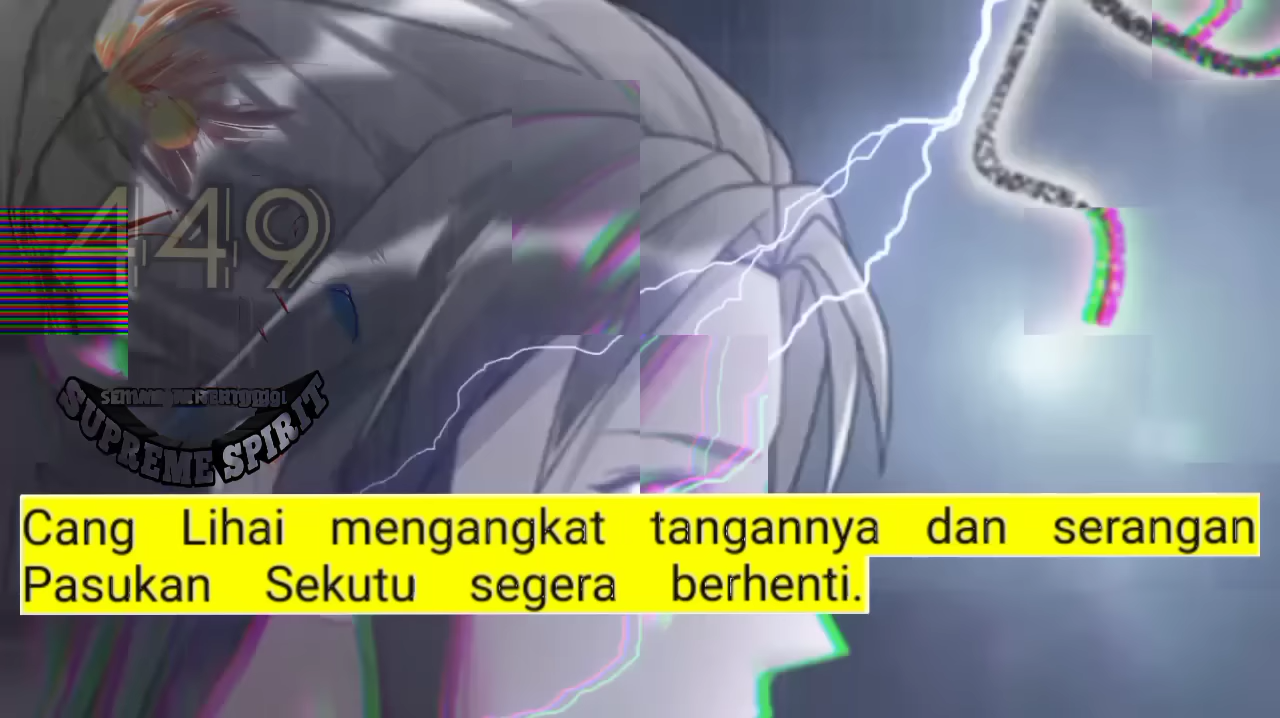 449
SUPREME SPIRIT
Cang Lihai mengangkat tangannya dan serangan
Pasukan Sekutu segera berhenti.